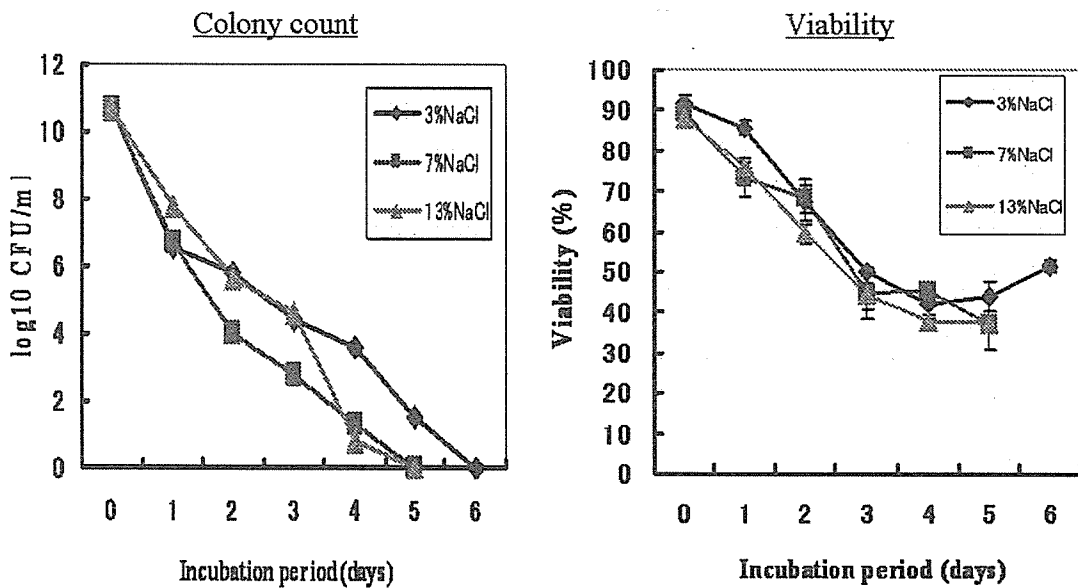 Colony count
log10 CFU/m l
12
10
8
6
4
2
0
0 1 2 3 4 5 6
Incubation period(days)
3%NaCl
7%NaCl
13%NaCl
Viability
Viability (%)
100
90
80
70
60
50
40
30
20
10
0
0 1 2 3 4 5 6
Incubation period (days)
3%NaCl
7%NaCl
13%NaCl